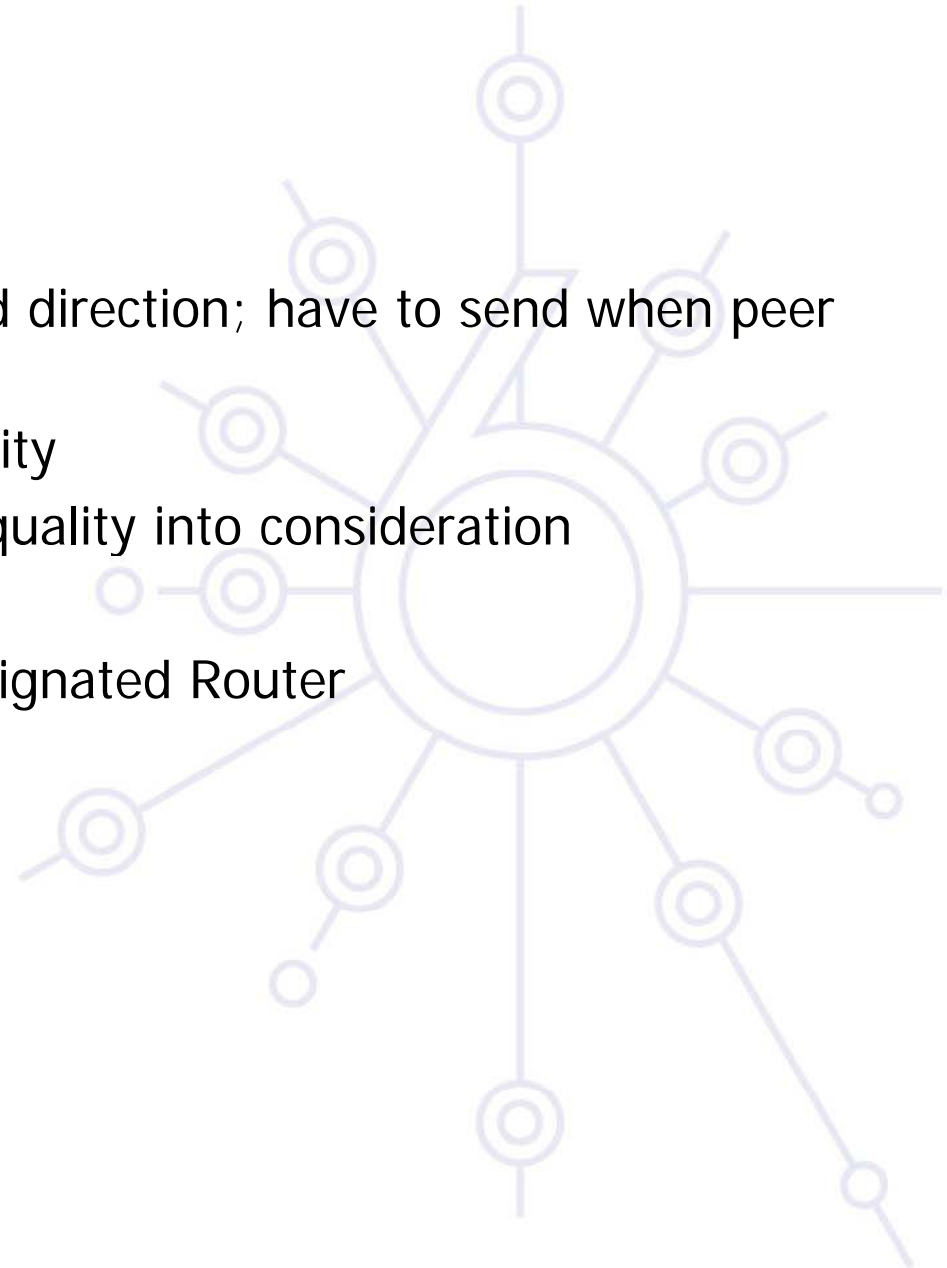 d direction; have to send when peer
ity
quality into consideration
ignated Router